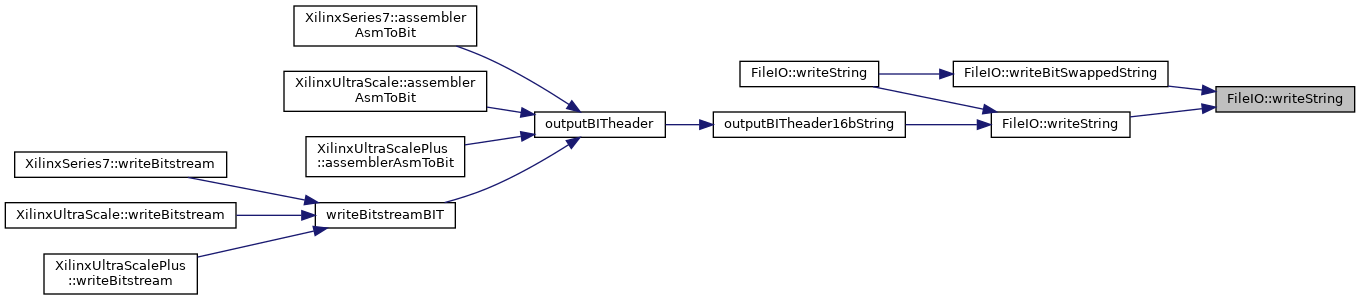 XilinxSeries7::assembler
AsmToBit
XilinxUltraScale::assembler
AsmToBit
XilinxUltraScalePlus
::assemblerAsmToBit
XilinxSeries7::writeBitstream
XilinxUltraScale::writeBitstream
XilinxUltraScalePlus
::writeBitstream
writeBitstreamBIT
outputBITheader
outputBITheader16bString
FileIO::writeString
FileIO::writeBitSwappedString
FileIO::writeString
FileIO::writeString